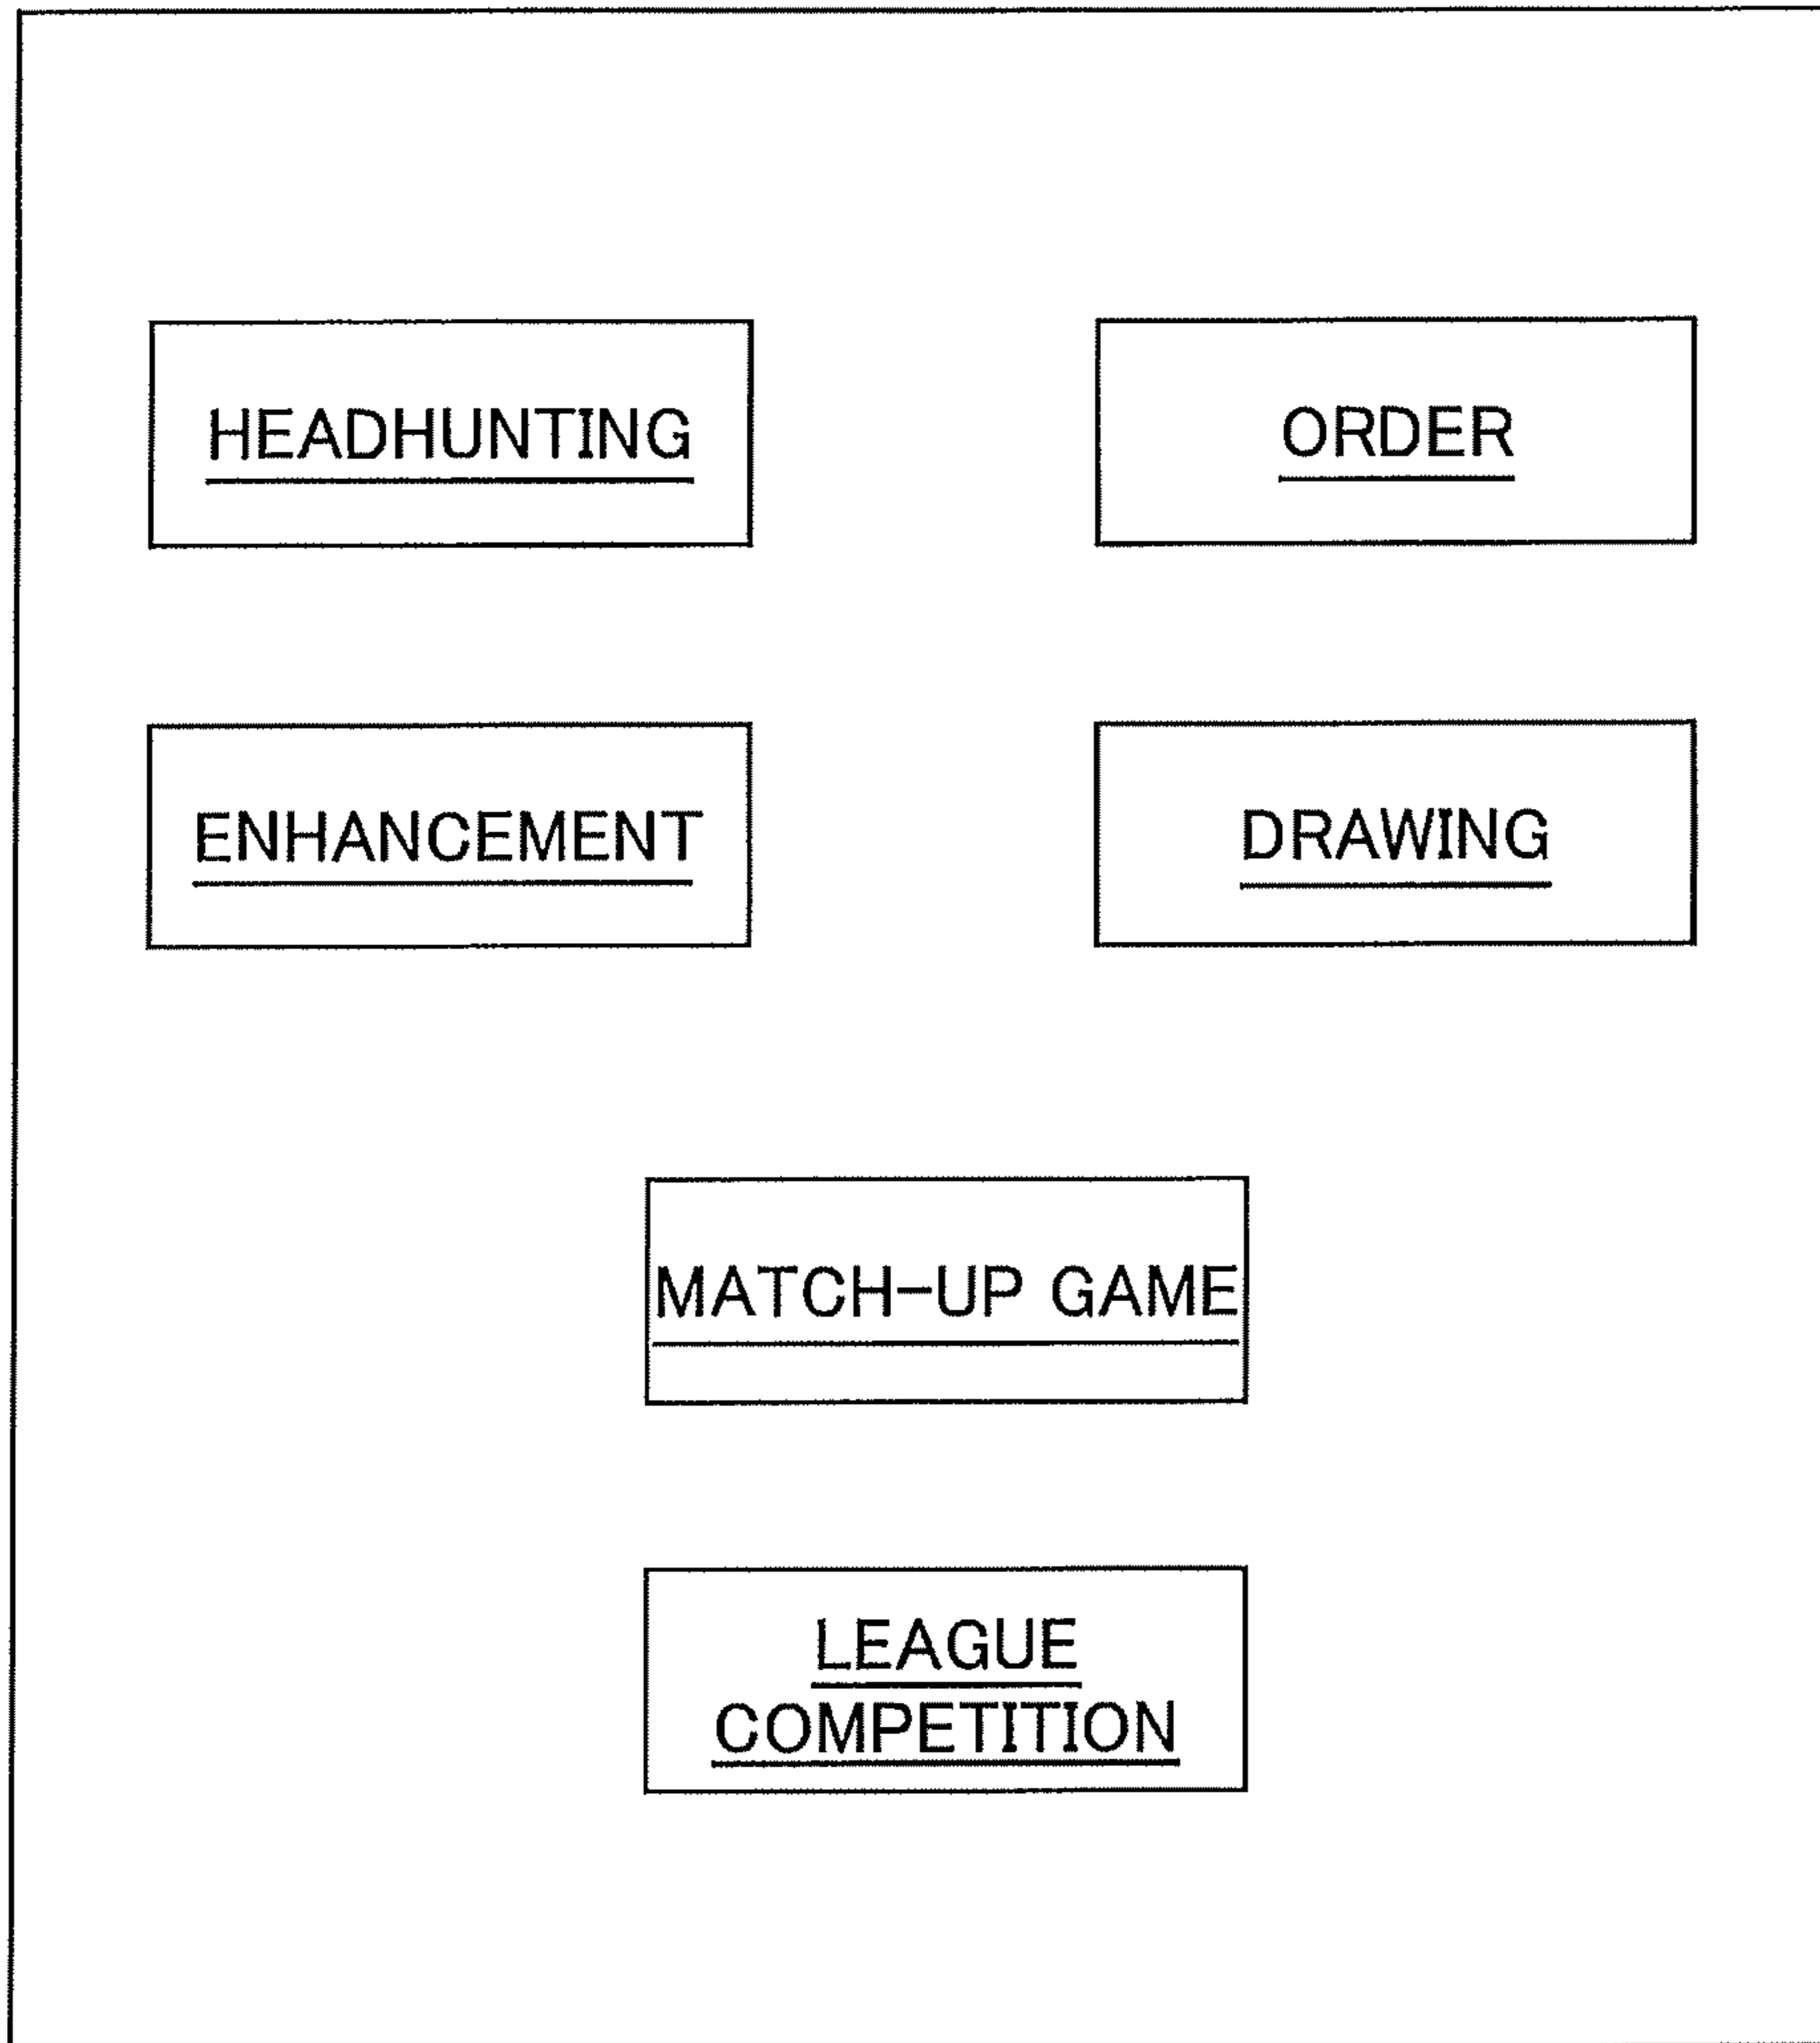 HEADHUNTING
ORDER
ENHANCEMENT
DRAWING
MATCH-UP GAME
LEAGUE
COMPETITION